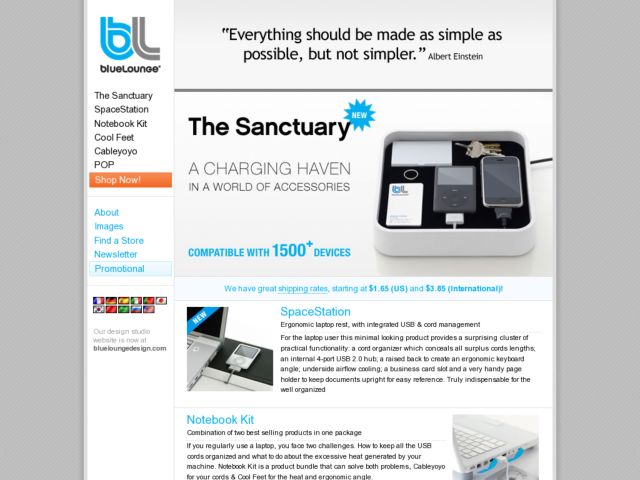 blueLounge®
The Sanctuary
SpaceStation
Notebook Kit
Cool Feet
Cableyoyo
POP
Shop Now!
About
Images
Find a Store
Newsletter
Promotional
Our design studio
website is now at
blueloungedesign.com
“Everything should be made as simple as
possible, but not simpler.” Albert Einstein
The Sanctuary
NEW
A CHARGING HAVEN
IN A WORLD OF ACCESSORIES
COMPATIBLE WITH 1500+ DEVICES
We have great shipping rates, starting at $1.65 (US) and $3.85 (International)!
NEW
SpaceStation
Ergonomic laptop rest, with integrated USB & cord management
For the laptop user this minimal looking product provides a surprising cluster of
practical functionality: a cord organizer which conceals all surplus cords lengths;
an internal 4-port USB 2.0 hub; a raised back to create an ergonomic keyboard
angle; underside airflow cooling; a business card slot and a very handy page
holder to keep documents upright for easy reference. Truly indispensable for the
well organized
Notebook Kit
Combination of two best selling products in one package
If you regularly use a laptop, you face two challenges. How to keep all the USB
cords organized and what to do about the excessive heat generated by your
machine. Notebook Kit is a product bundle that can solve both problems, Cableyoyo
for your cords & Cool Feet for the heat and ergonomic angle.